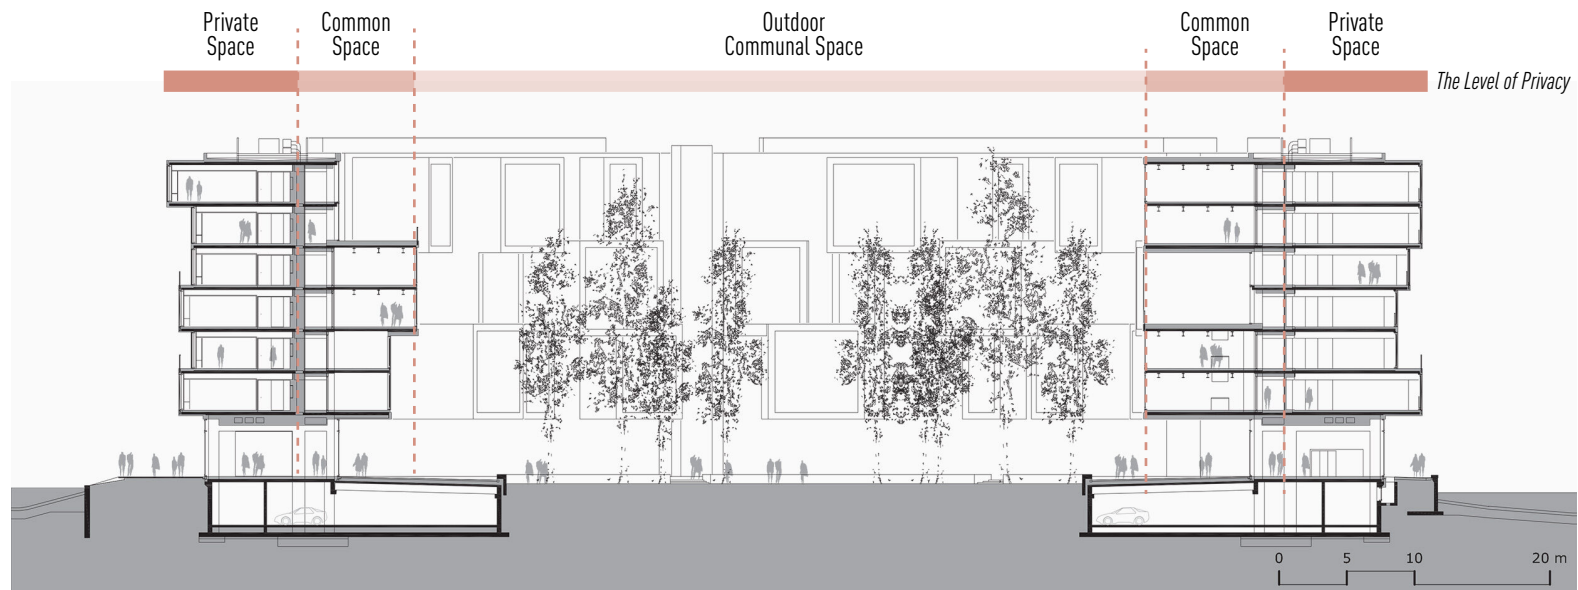 Private
Space
Common
Space
Outdoor
Communal Space
Common
Space
Private
Space
The Level of Privacy
0 5 10 20 m